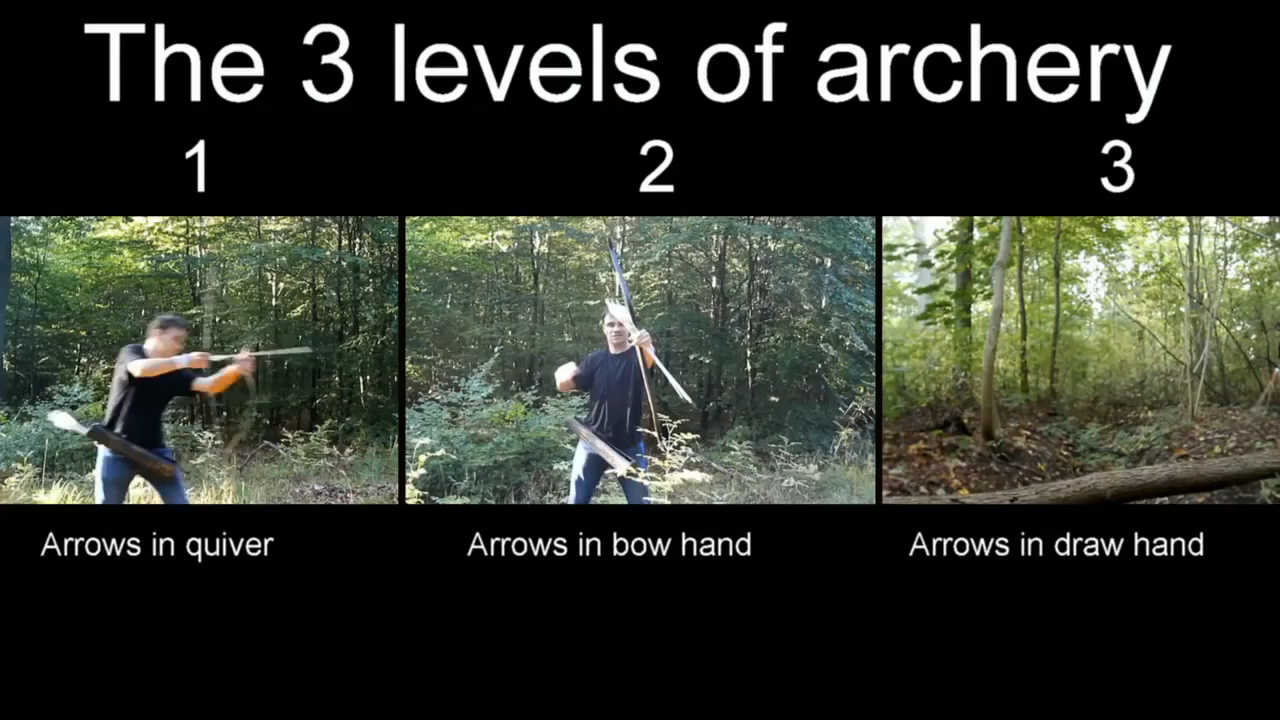 The 3 levels of archery
1 2 3
Arrows in quiver Arrows in bow hand Arrows in draw hand